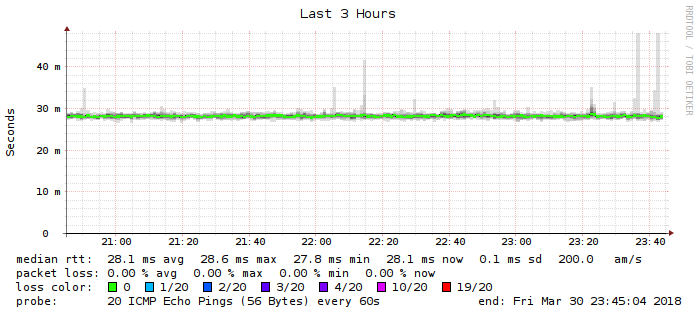 Last 3 Hours
RRDTOOL / TOBI OETIKER
Seconds
40 m
30 m
20 m
10 m
0
21:00 21:20 21:40 22:00 22:20 22:40 23:00 23:20 23:40
median rtt: 28.1 ms avg 28.6 ms max 27.8 ms min 28.1 ms now 0.1 ms sd 200.0 am/s
packet loss: 0.00 % avg 0.00 % max 0.00 % min 0.00 % now
loss color: 0 1/20 2/20 3/20 4/20 10/20 19/20
probe: 20 ICMP Echo Pings (56 Bytes) every 60s end: Fri Mar 30 23:45:04 2018